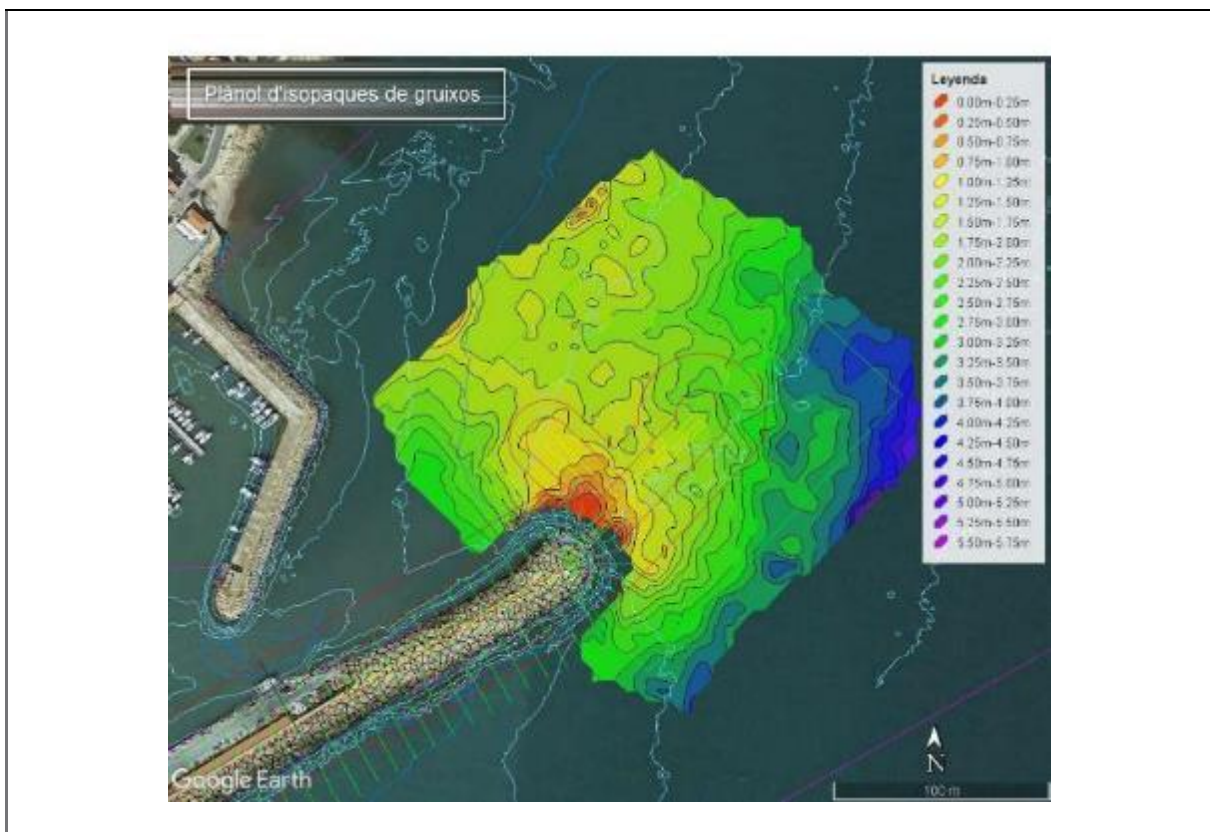 Plànol d'isopaques de gruixos
Leyenda
0.00m-0.25m
0.25m-0.50m
0.50m-0.75m
0.75m-1.00m
1.00m-1.25m
1.25m-1.50m
1.50m-1.75m
1.75m-2.00m
2.00m-2.25m
2.25m-2.50m
2.50m-2.75m
2.75m-3.00m
3.00m-3.25m
3.25m-3.50m
3.50m-3.75m
3.75m-4.00m
4.00m-4.25m
4.25m-4.50m
4.50m-4.75m
4.75m-5.00m
5.00m-5.25m
5.25m-5.50m
5.50m-5.75m
N
Google Earth
100 m